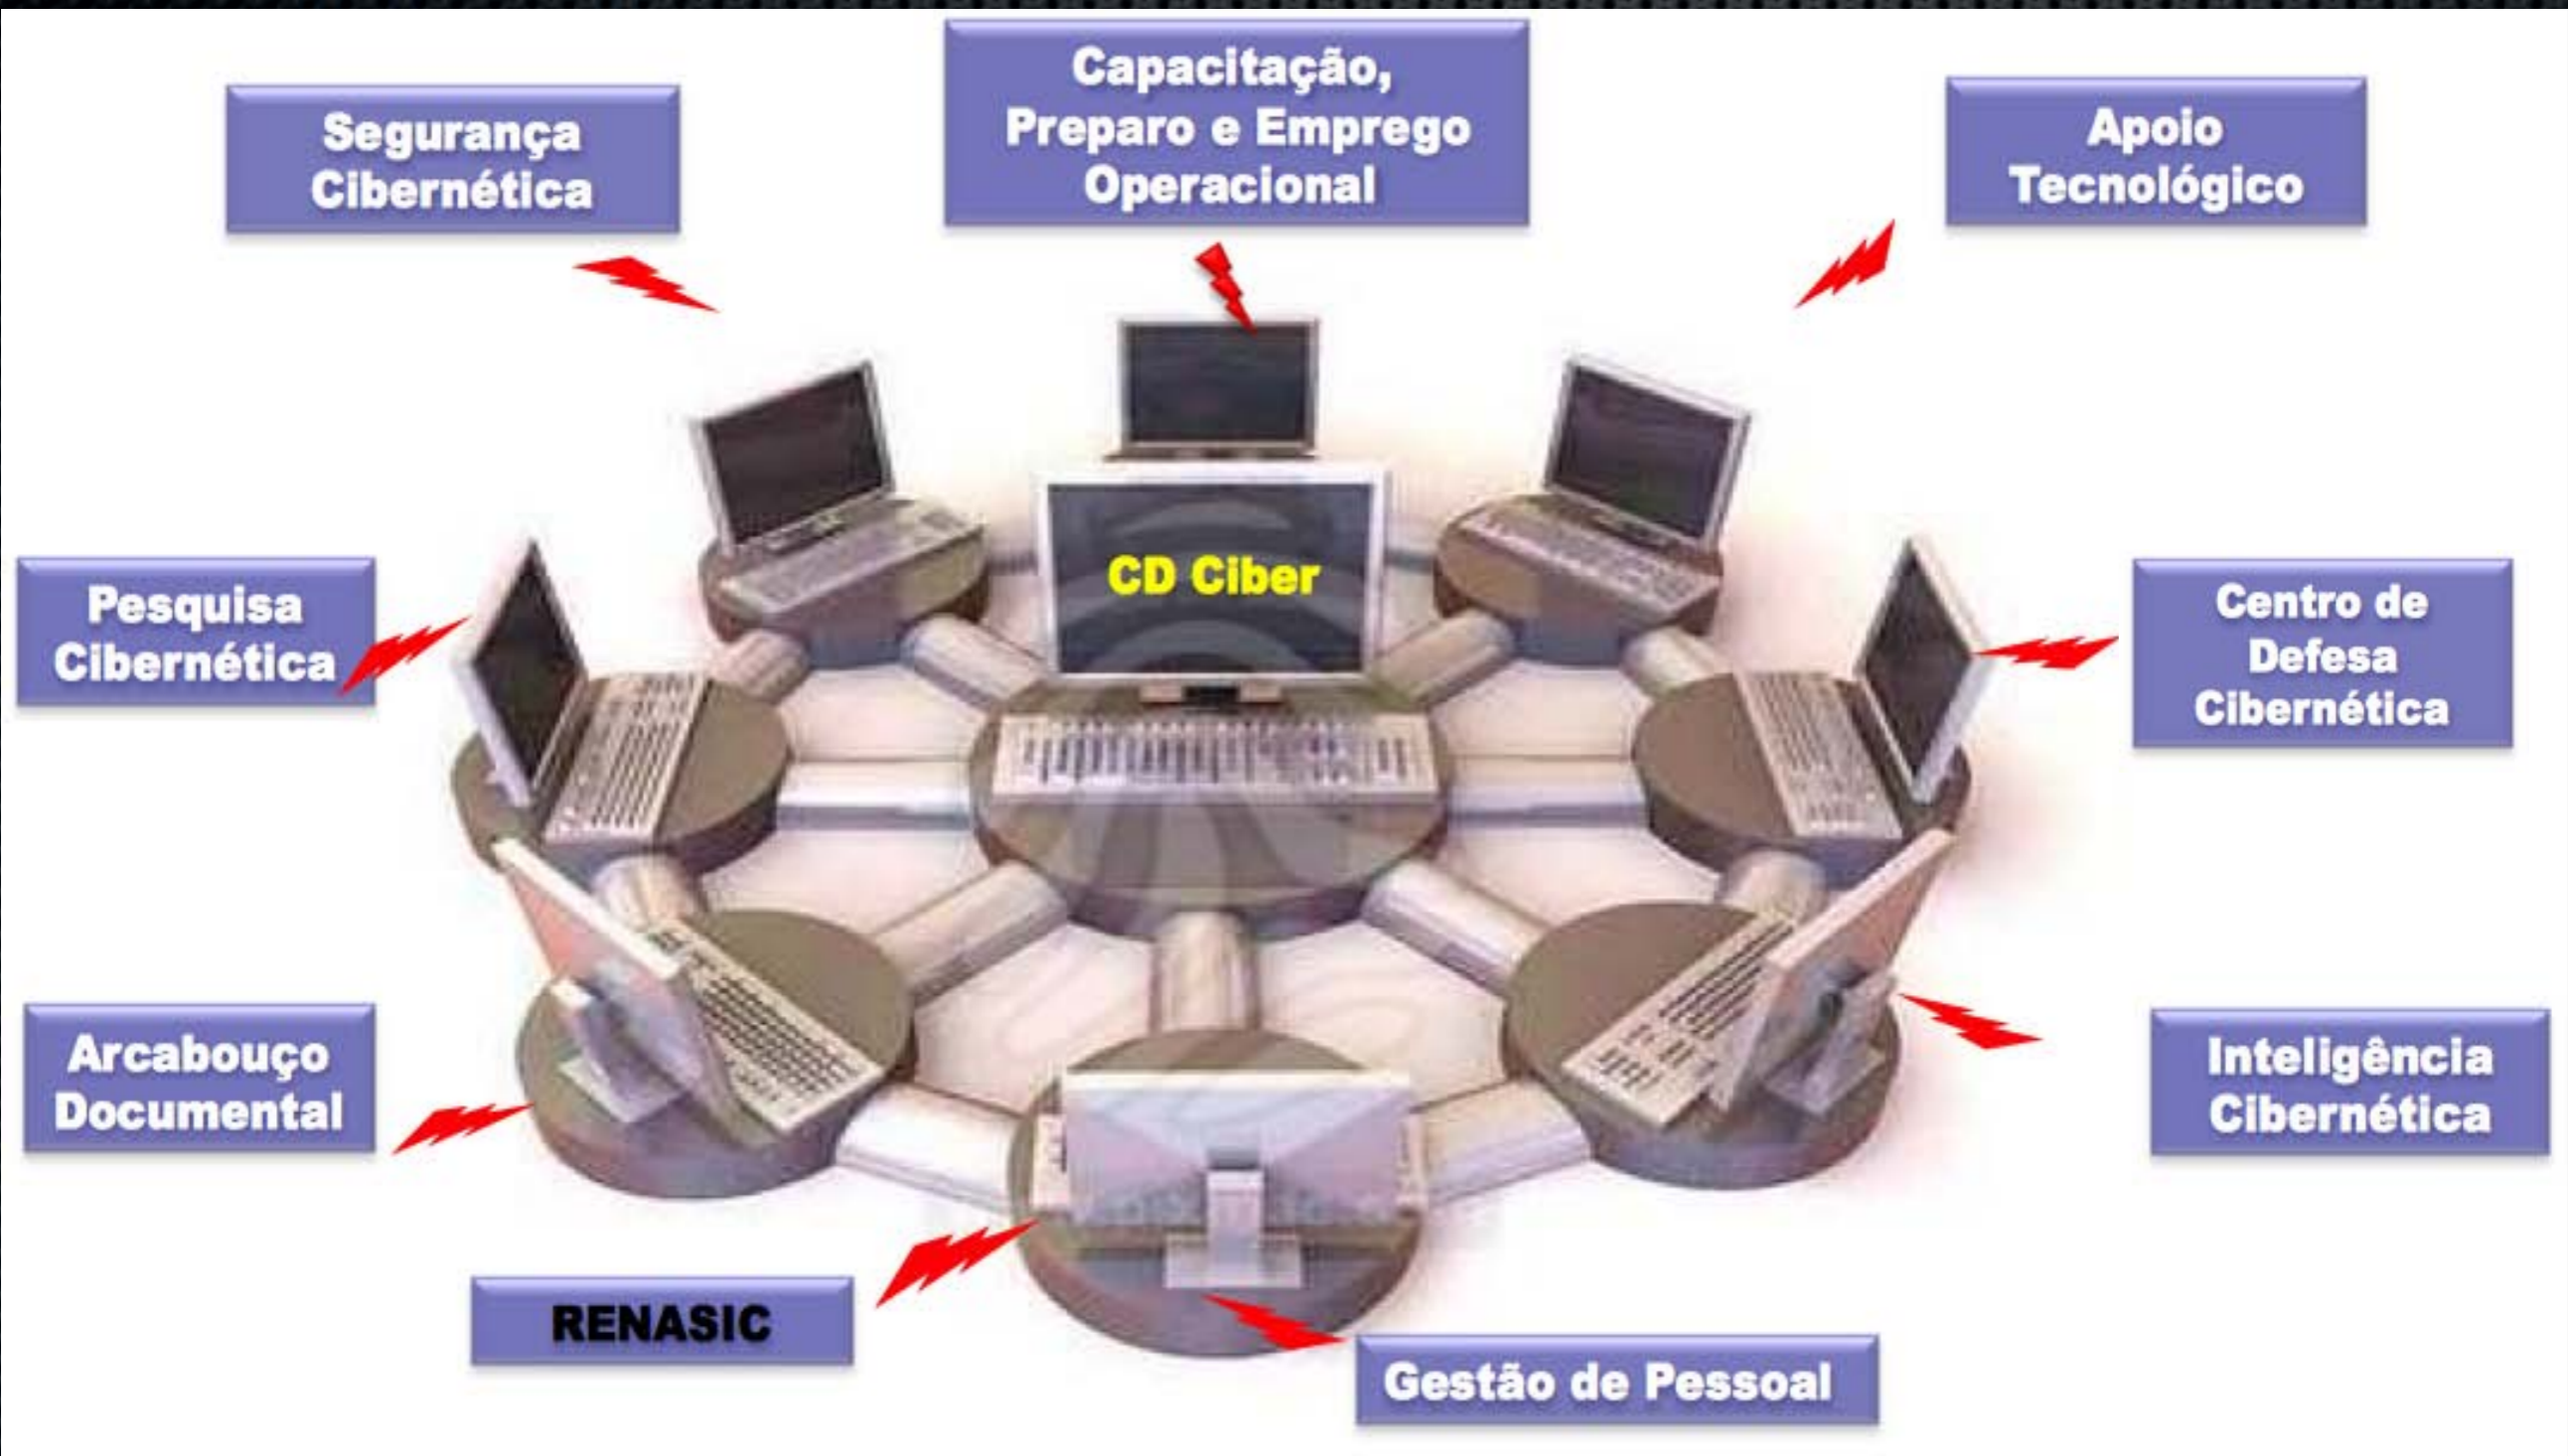 Segurança
Cibernética
Capacitação,
Preparo e Emprego
Operacional
Apoio
Tecnológico
CD Ciber
Pesquisa
Cibernética
Centro de
Defesa
Cibernética
Arcabouço
Documental
Inteligência
Cibernética
RENASIC
Gestão de Pessoal